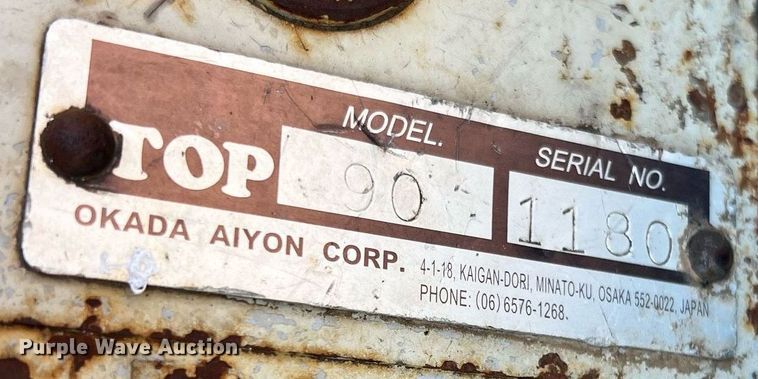 TOP
MODEL.
90
SERIAL NO.
1180
OKADA AIYON CORP.
4-1-18, KAIGAN-DORI, MINATO-KU, OSAKA 552-0022, JAPAN
PHONE: (06) 6576-1268.
Purple Wave Auction